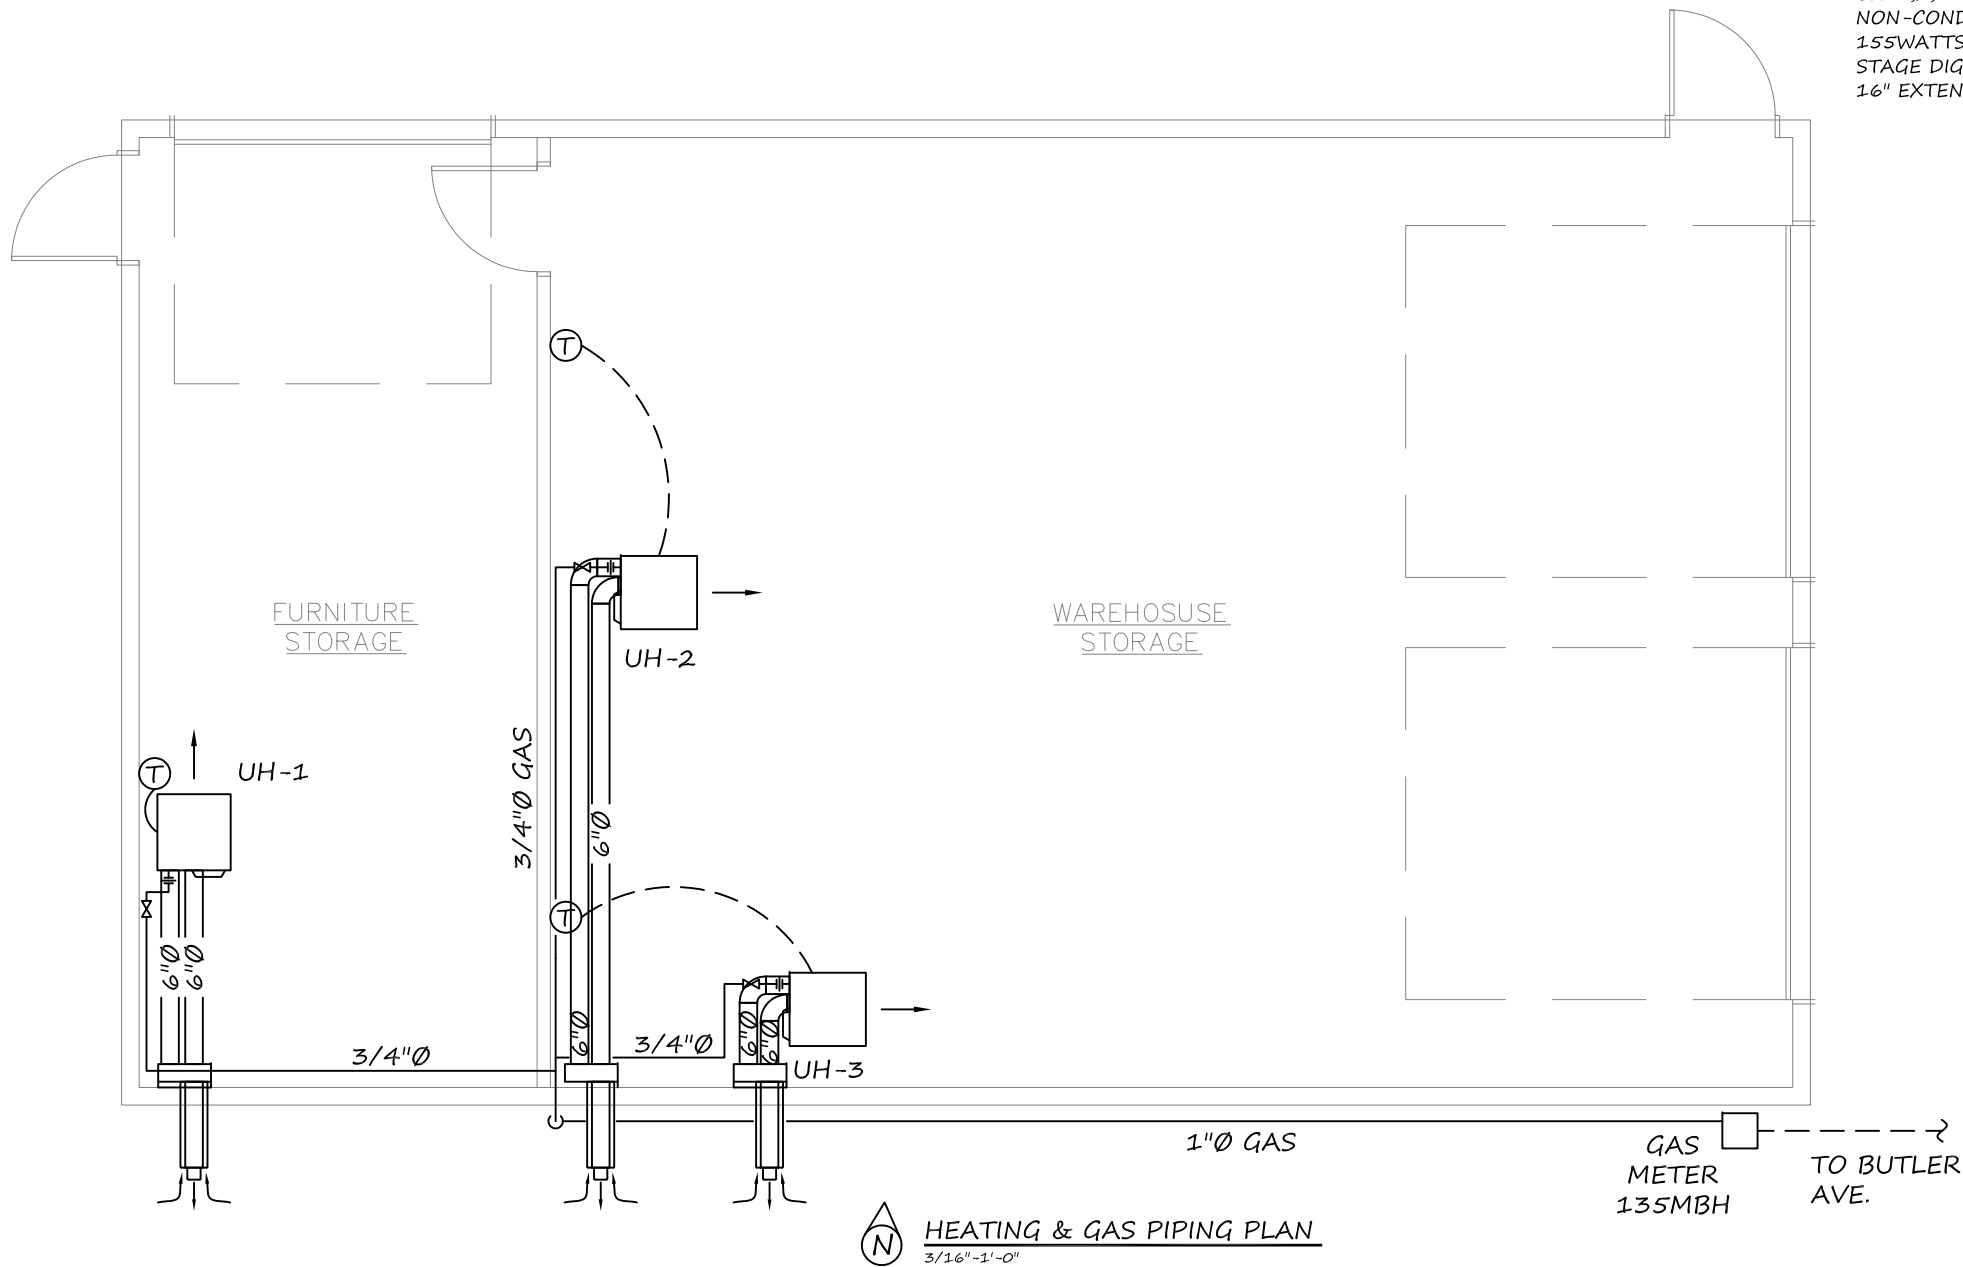 NON-COND
155WATTS
STAGE DIG
16" EXTEN
T
FURNITURE
STORAGE
WAREHOSUSE
STORAGE
UH-2
3/4"Ø GAS
T
UH-1
6"Ø
T
6"Ø
6"Ø
6"Ø
6"Ø
6"Ø
3/4"Ø
3/4"Ø
UH-3
1"Ø GAS
GAS
METER
135MBH
TO BUTLER
AVE.
N
HEATING & GAS PIPING PLAN
3/16"-1'-0"